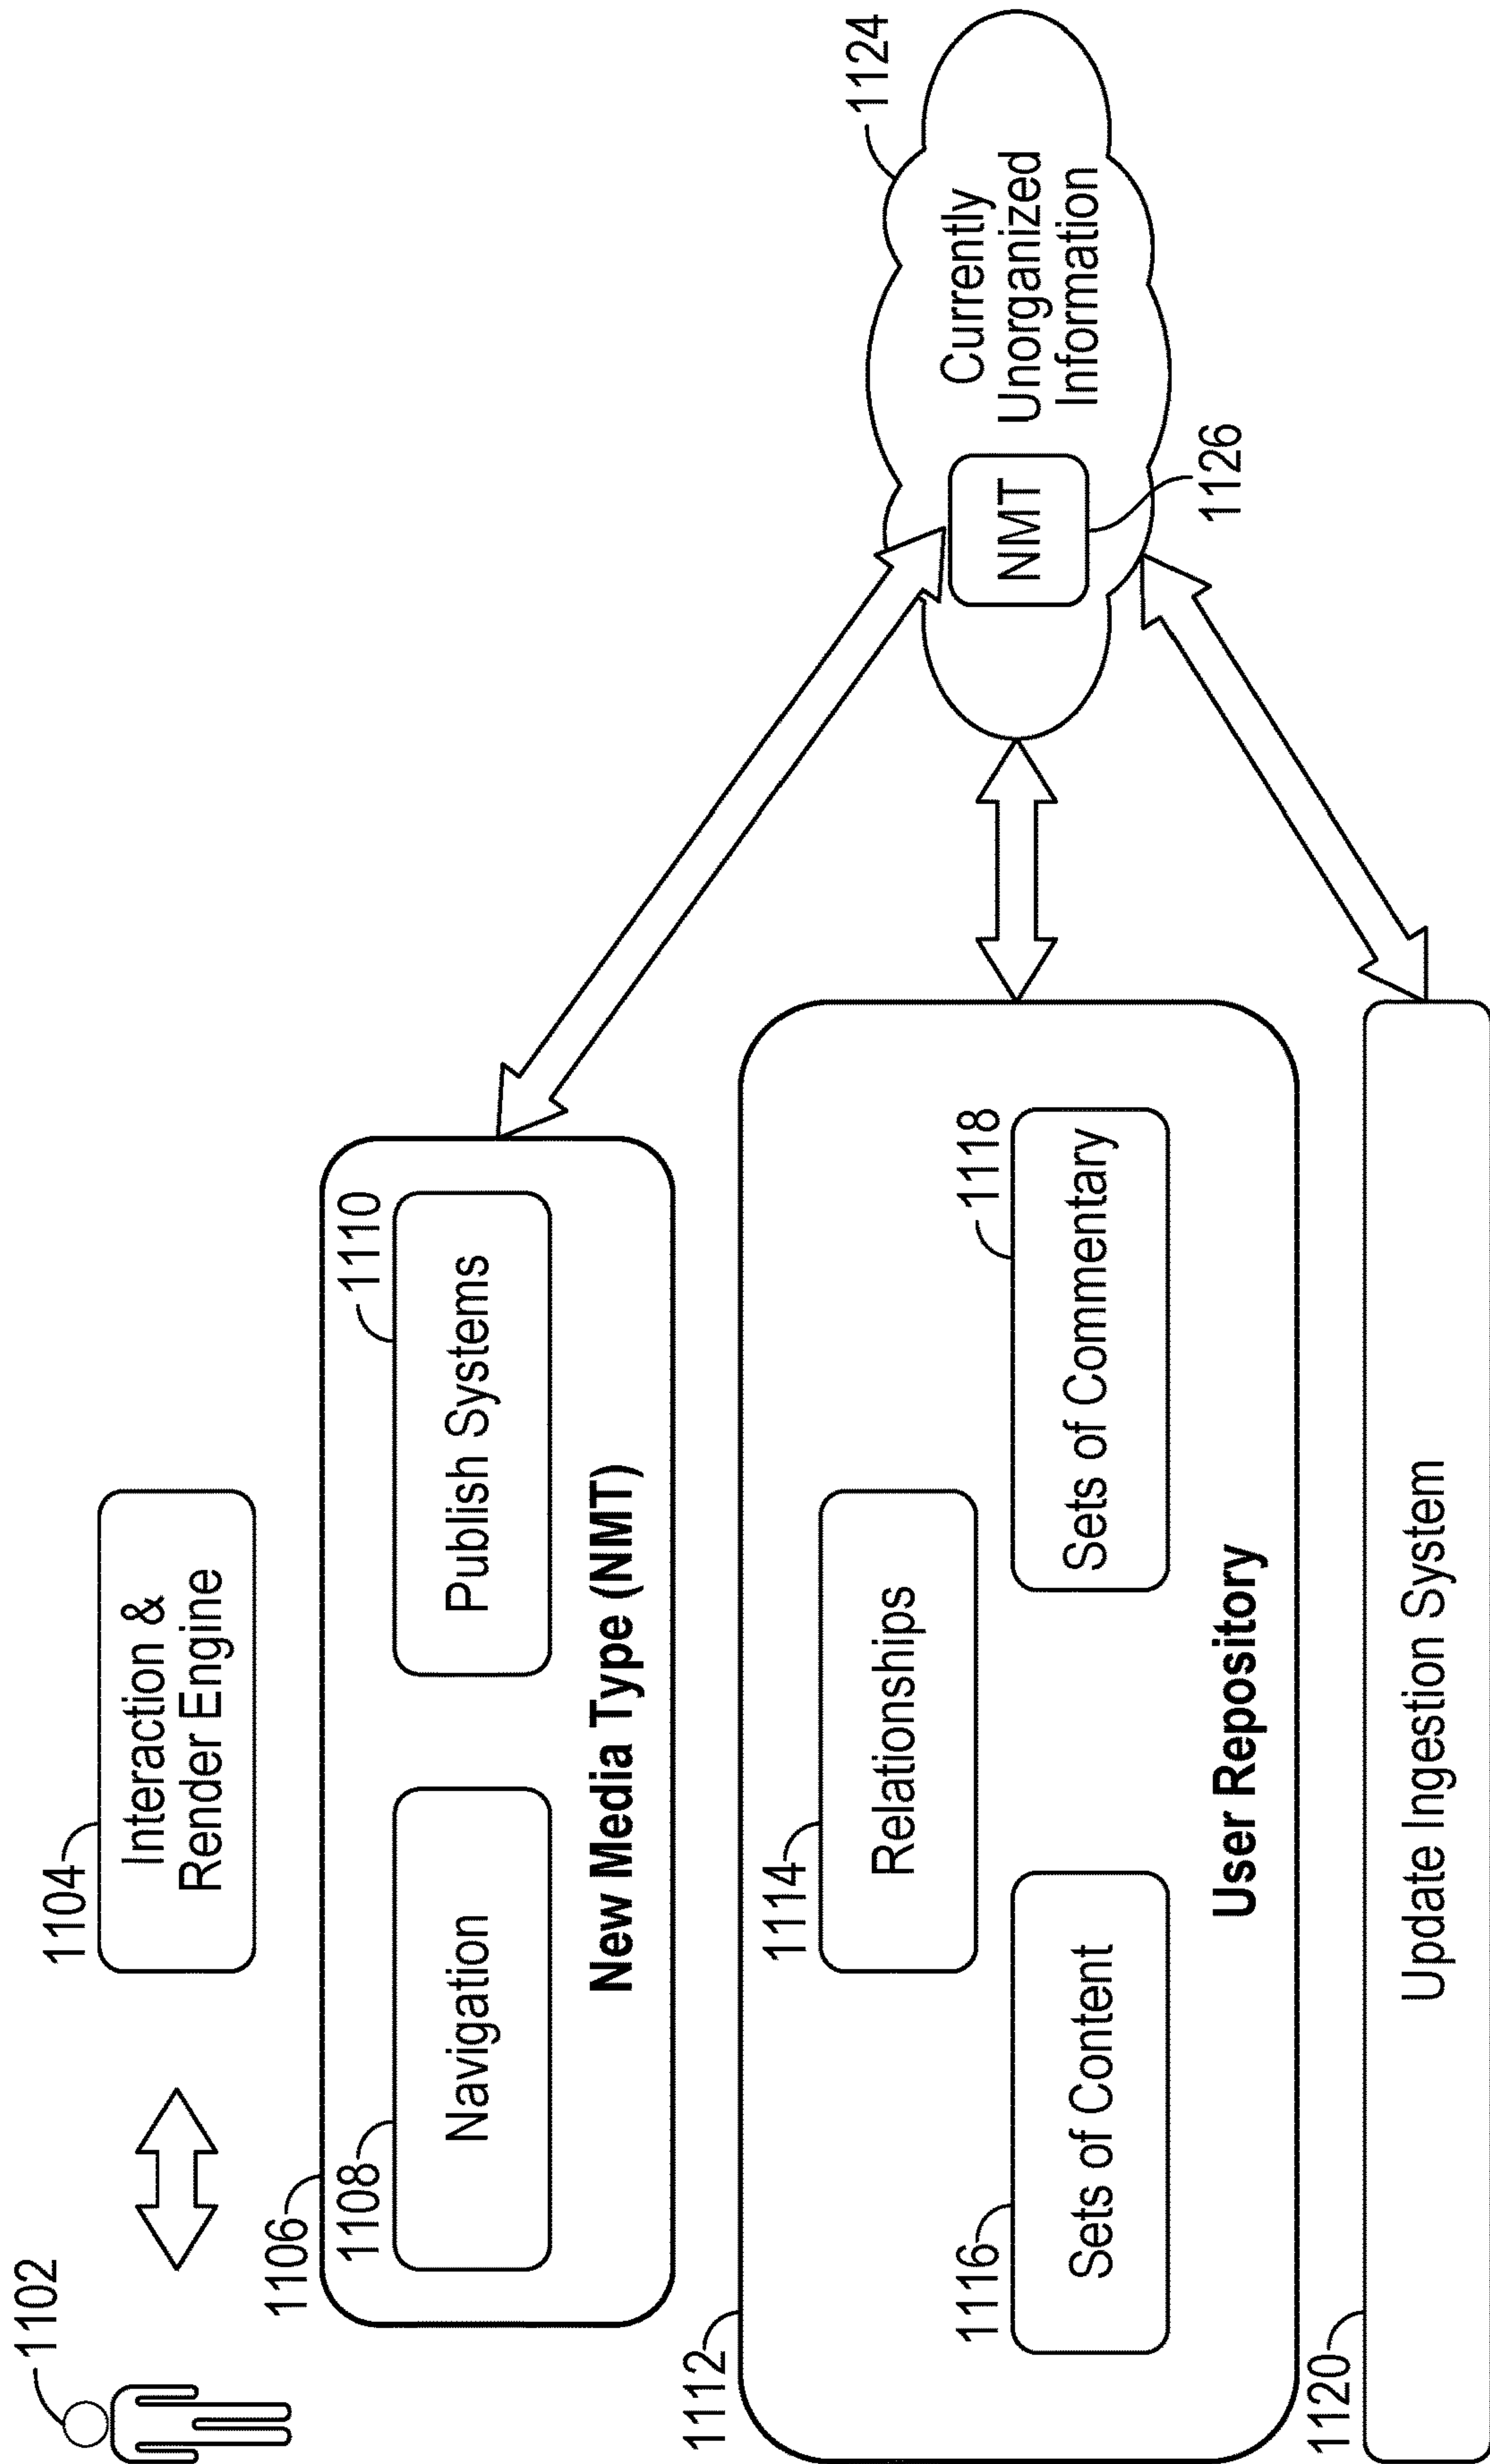 1102
1104
Interaction &
Render Engine
1106
1108
Navigation
1110
Publish Systems
New Media Type (NMT)
1112
1114
Relationships
1116
Sets of Content
1118
Sets of Commentary
User Repository
1120
Update Ingestion System
1124
Currently
Unorganized
Information
NMT
1126